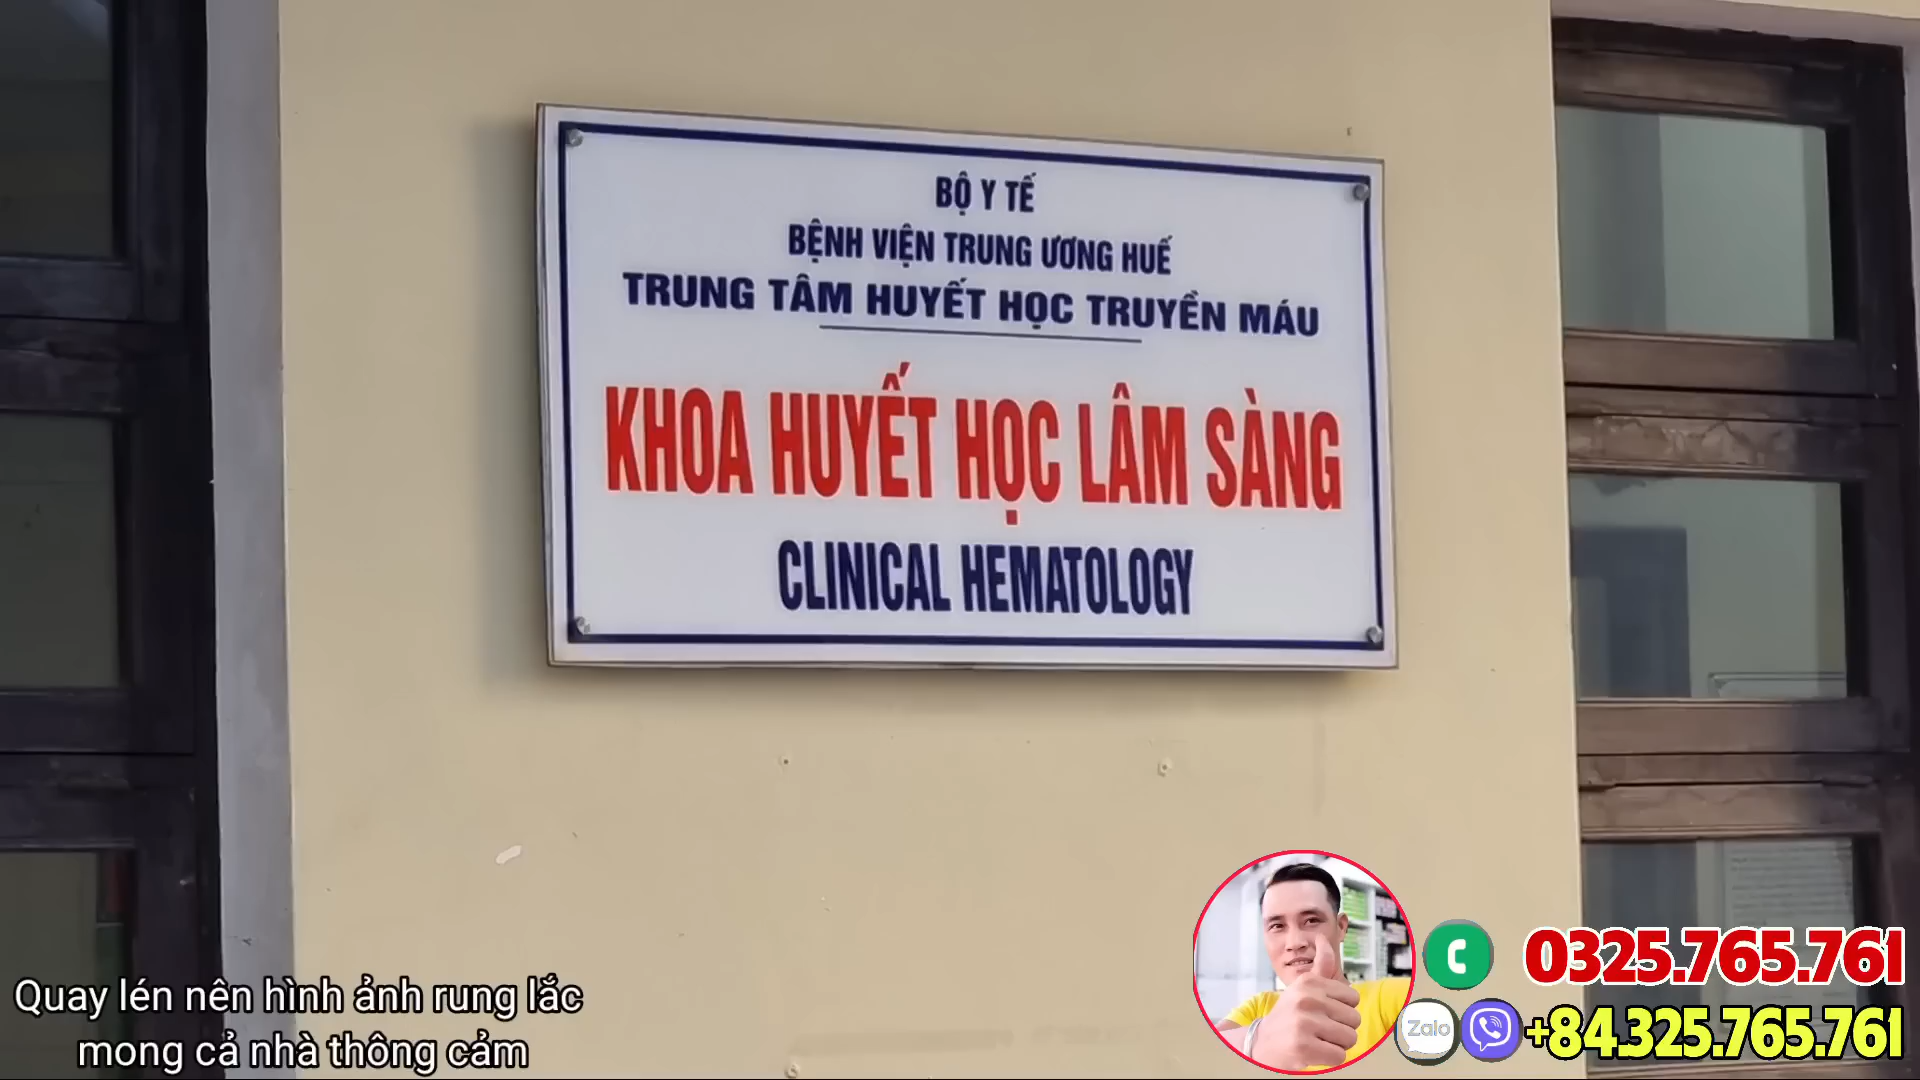 BỘ Y TẾ
BỆNH VIỆN TRUNG ƯƠNG HUẾ
TRUNG TÂM HUYẾT HỌC TRUYỀN MÁU
KHOA HUYẾT HỌC LÂM SÀNG
CLINICAL HEMATOLOGY
Quay lén nên hình ảnh rung lắc
mong cả nhà thông cảm
0325.765.761
Zalo
+84.325.765.761